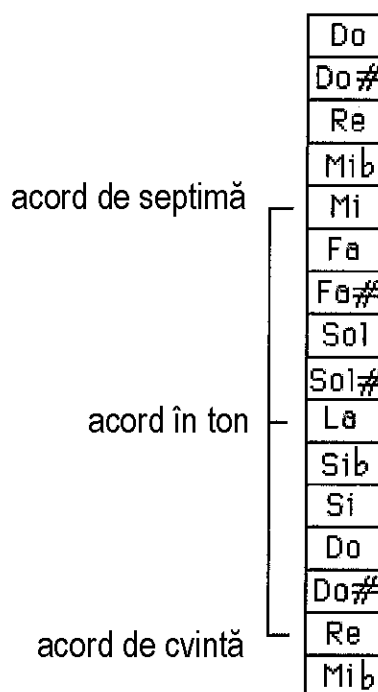 Do
Do#
Re
Mib
acord de septimă Mi
Fa
Fa#
Sol
Sol#
acord în ton La
Sib
Si
Do
Do#
acord de cvintă Re
Mib